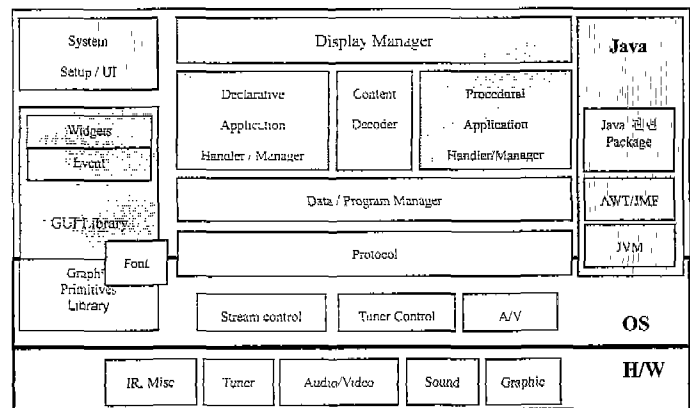 System
Setup / UI
Display Manager
Java
Declarative
Application
Handler / Manager
Content
Decoder
Procedural
Application
Handler/Manager
Java 관련
Package
Widgets
Event
GUI Library
Data / Program Manager
AWT/JMF
Font
Protocol
JVM
Graphic
Primitives
Library
Stream control
Tuner Control
A/V
OS
H/W
IR. Misc
Tuner
Audio/Video
Sound
Graphic